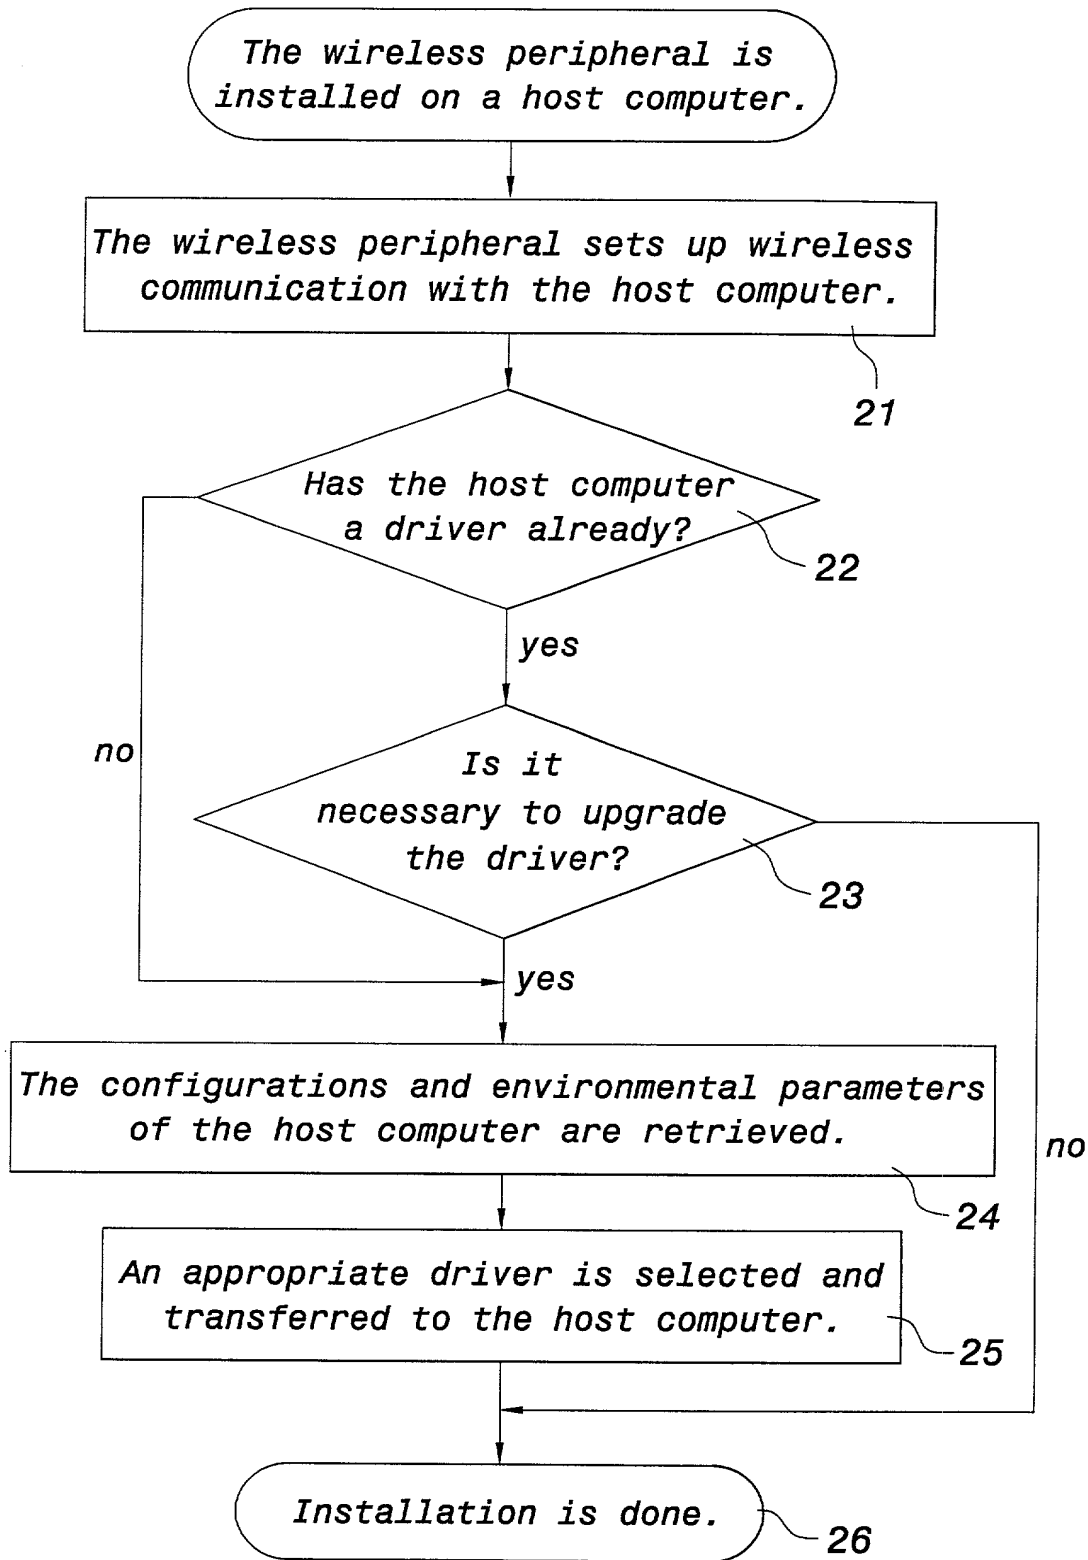 The wireless peripheral is
installed on a host computer.
The wireless peripheral sets up wireless
communication with the host computer.
21
Has the host computer
a driver already?
22
yes
no
Is it
necessary to upgrade
the driver?
23
yes
The configurations and environmental parameters
of the host computer are retrieved.
no
24
An appropriate driver is selected and
transferred to the host computer.
25
Installation is done.
26